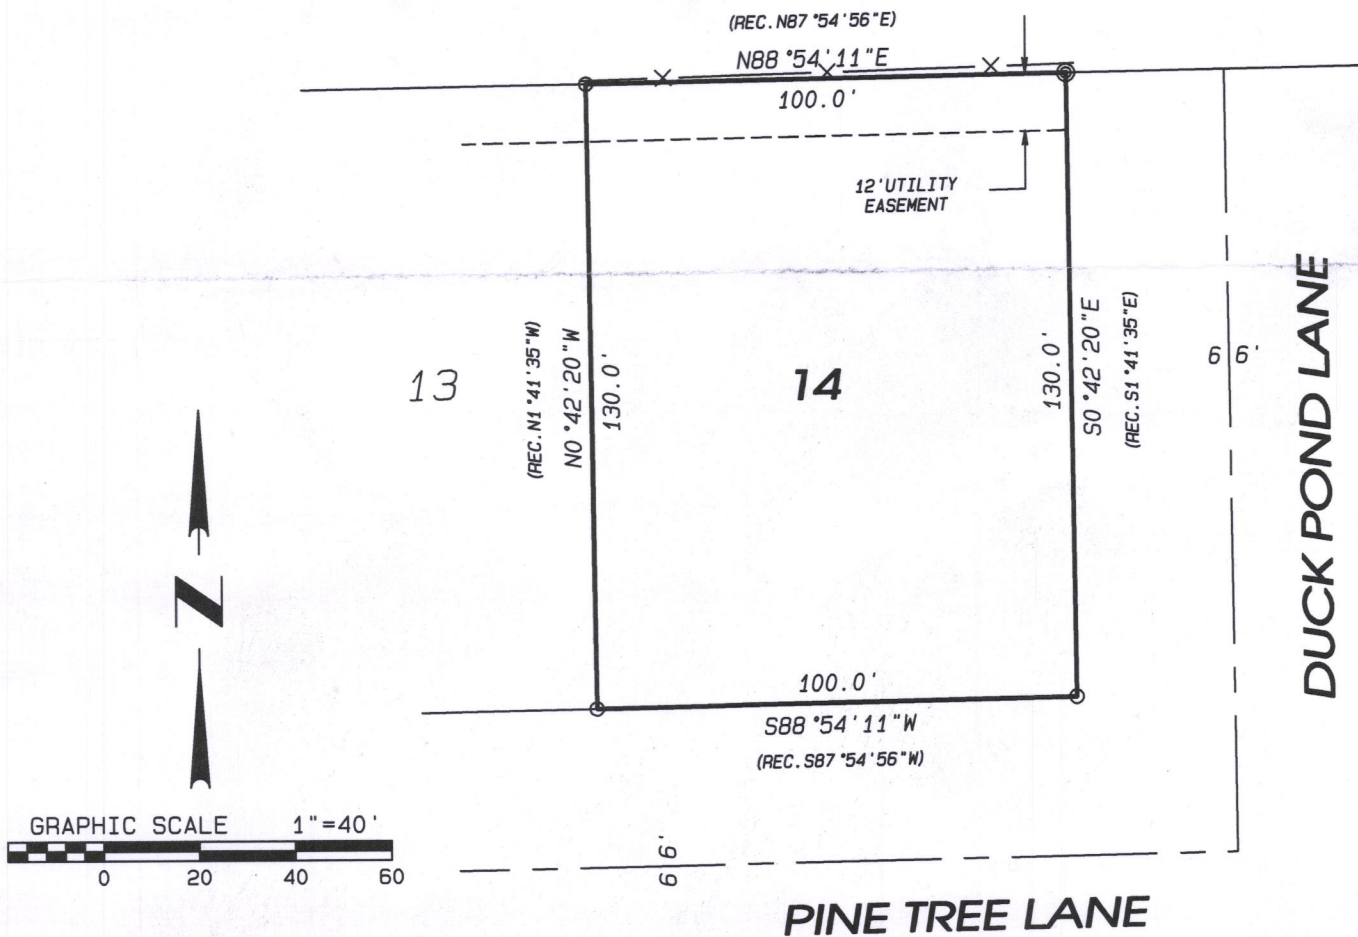 (REC.N87°54'56"E)
N88°54'11"E
100.0'
12'UTILITY
EASEMENT
(REC.N1°41'35"W)
N0°42'20"W
130.0'
13
14
130.0'
S0°42'20"E
(REC.S1°41'35"E)
6 6'
DUCK POND LANE
N
100.0'
S88°54'11"W
(REC.S87°54'56"W)
GRAPHIC SCALE 1"=40'
0 20 40 60
6 6'
PINE TREE LANE